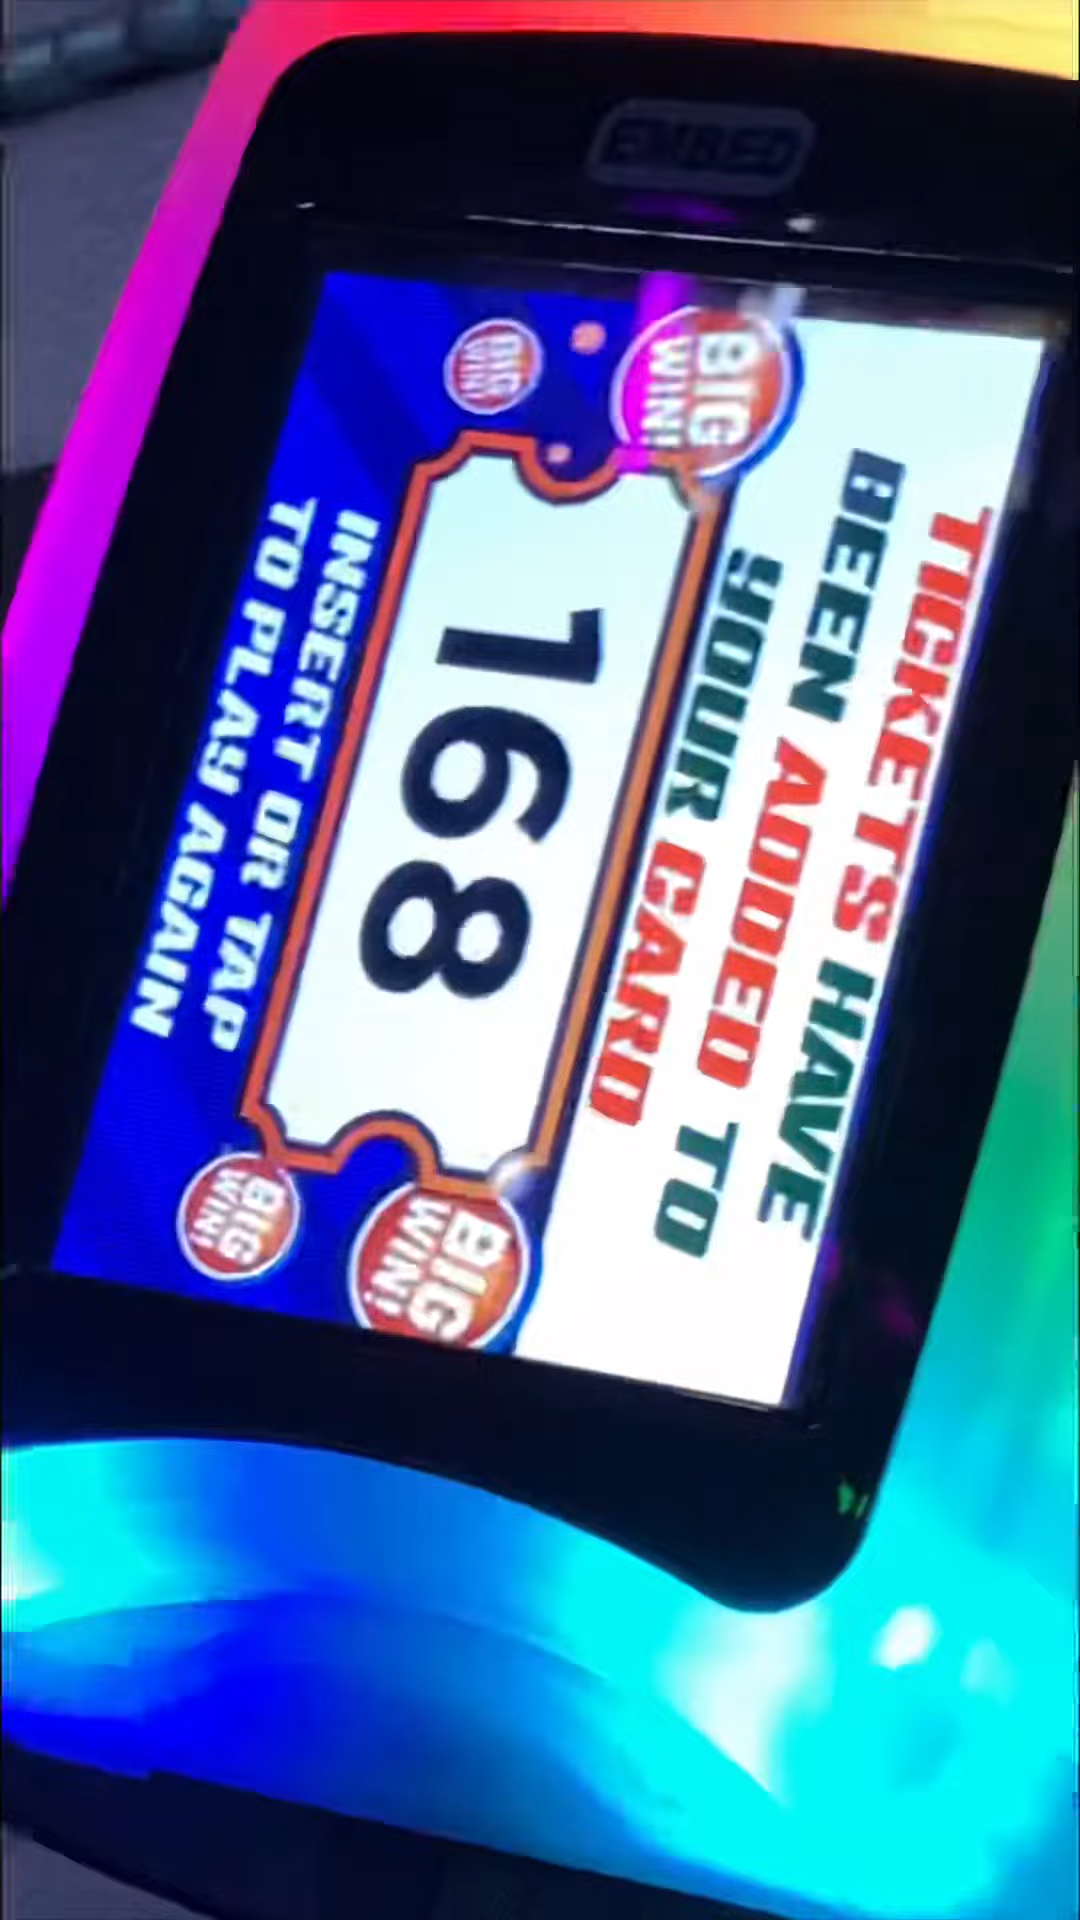 EMBED
TICKETS HAVE
BEEN ADDED TO
YOUR CARD
BIG
WIN!
BIG
WIN!
168
BIG
WIN!
BIG
WIN!
INSERT OR TAP
TO PLAY AGAIN